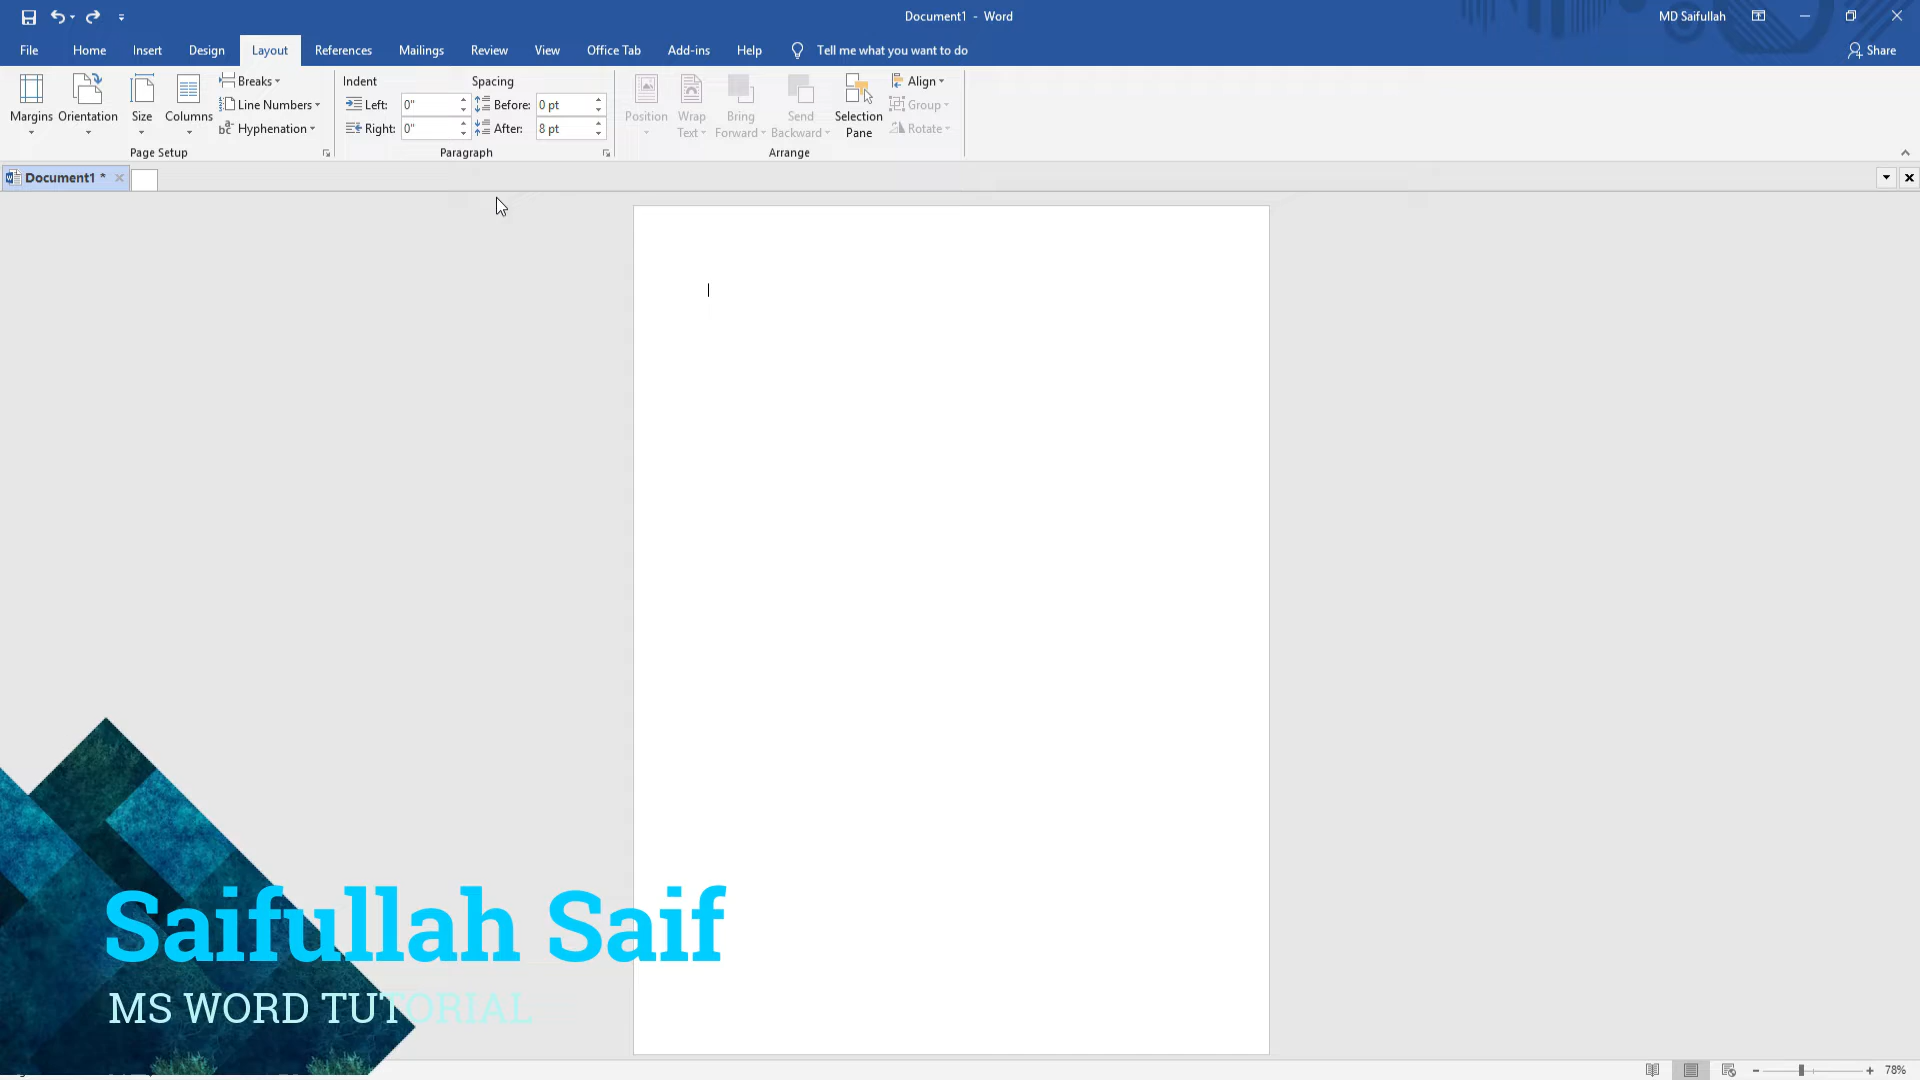 Document1 - Word
MD Saifullah
File Home Insert Design Layout References Mailings Review View Office Tab Add-ins Help Tell me what you want to do Share
Margins
Orientation
Size
Columns
Breaks
Line Numbers
Hyphenation
Page Setup
Indent
Left: 0"
Right: 0"
Spacing
Before: 0 pt
After: 8 pt
Paragraph
Position
Wrap
Text
Bring
Forward
Send
Backward
Selection
Pane
Align
Group
Rotate
Arrange
Document1 *
Saifullah Saif
MS WORD TUTORIAL
78%